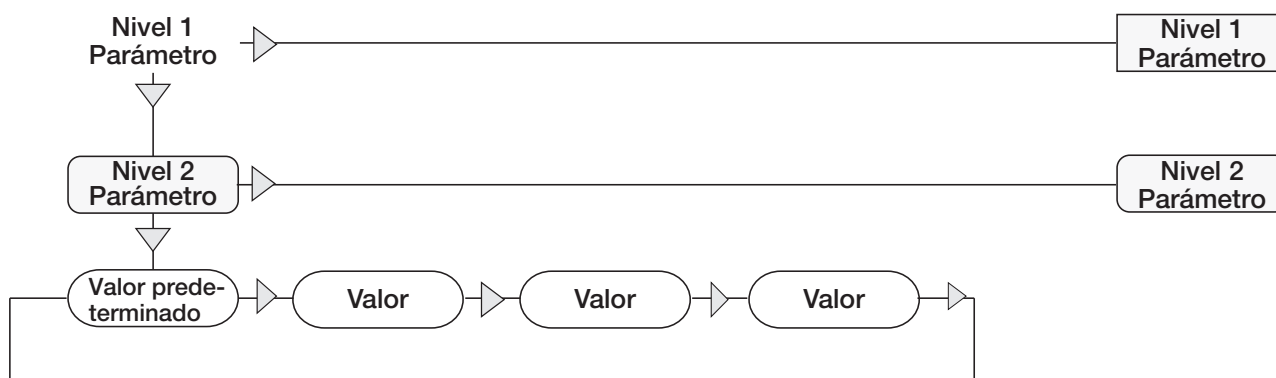 Nivel 1
Parámetro
Nivel 1
Parámetro
Nivel 2
Parámetro
Nivel 2
Parámetro
Valor prede-
terminado
Valor
Valor
Valor